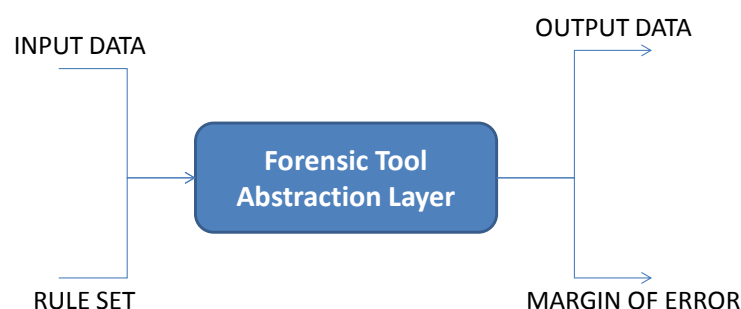 INPUT DATA
OUTPUT DATA
Forensic Tool
Abstraction Layer
RULE SET
MARGIN OF ERROR